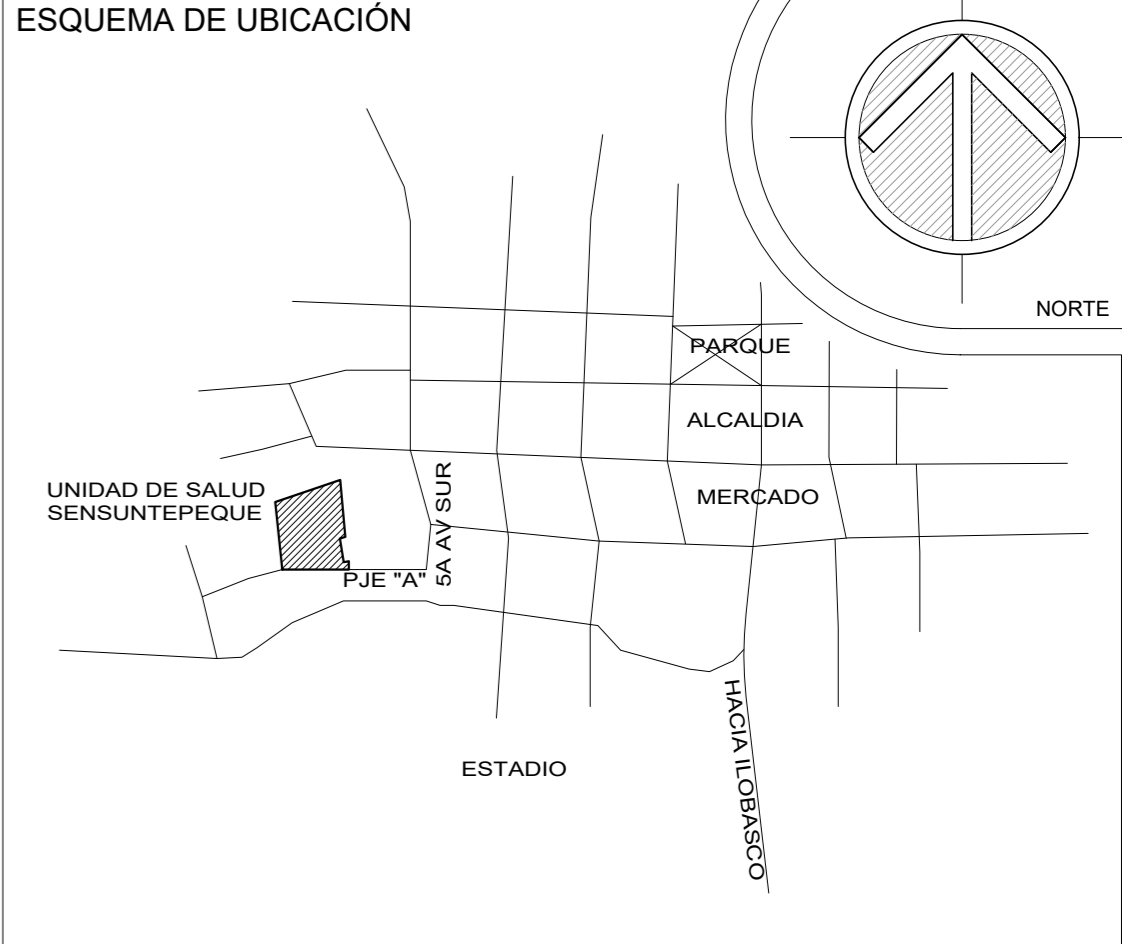 ESQUEMA DE UBICACIÓN
NORTE
PARQUE
ALCALDIA
MERCADO
UNIDAD DE SALUD
SENSUNTEPEQUE
5A AV SUR
PJE "A"
HACIA ILOBASCO
ESTADIO